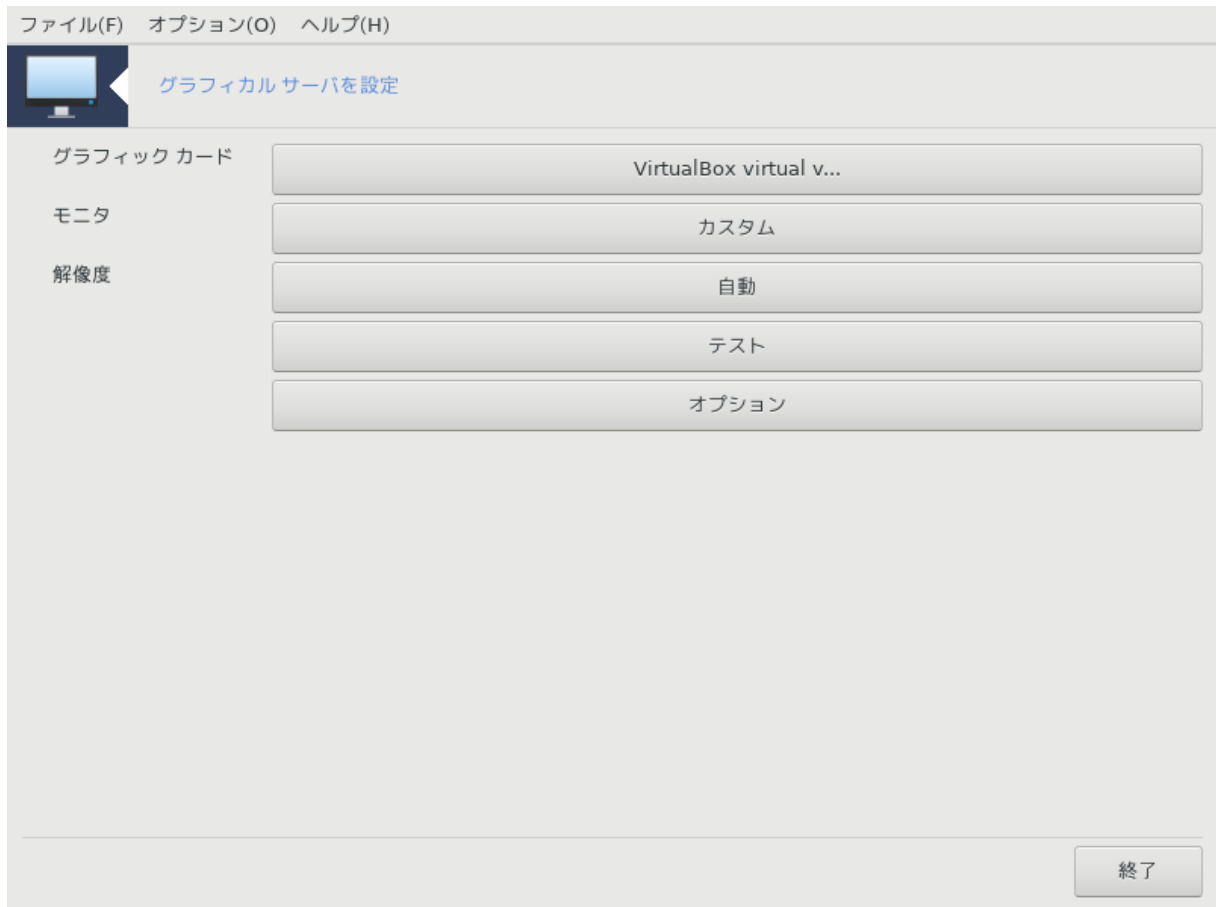 ファイル(F) オプション(O) ヘルプ(H)
グラフィカル サーバを設定
グラフィック カード
VirtualBox virtual v...
モニタ
カスタム
解像度
自動
テスト
オプション
終了